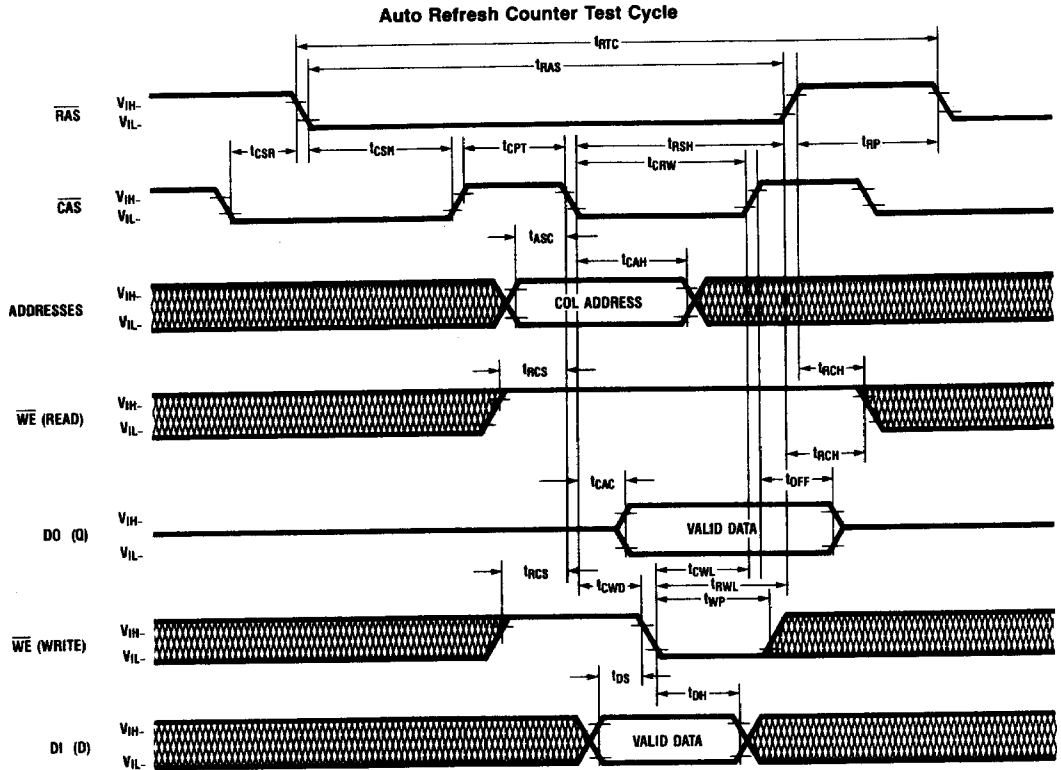 Auto Refresh Counter Test Cycle
tRTC
tRAS
RAS
VIH-
VIL-
tCSR
tCSM
tCPT
tRSH
tRP
tCRW
CAS
VIH-
VIL-
tASC
tCAH
ADDRESSES
VIH-
VIL-
COL ADDRESS
tRCS
tRCH
WE (READ)
VIH-
VIL-
tRCH
tCAC
tOFF
DO (Q)
VIH-
VIL-
VALID DATA
tRCS
tCWD
tCWL
tRWL
tWP
WE (WRITE)
VIH-
VIL-
tDS
tDH
DI (D)
VIH-
VIL-
VALID DATA